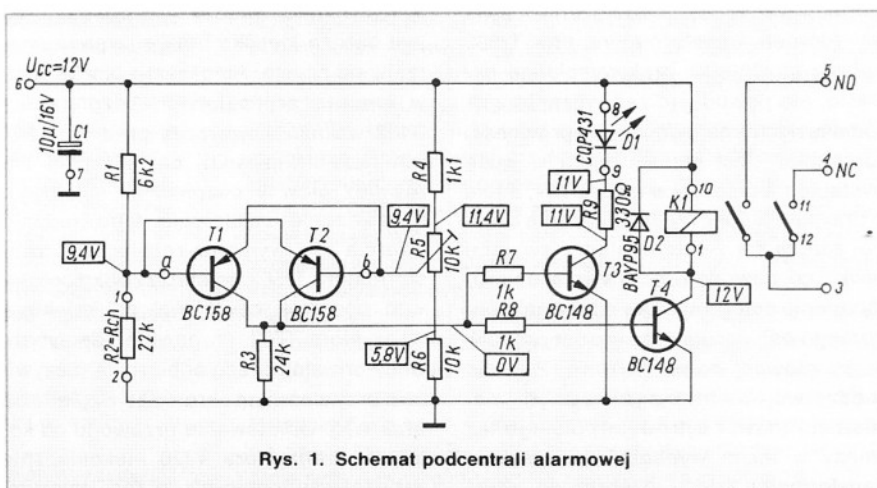 6 Ucc=12V
C1
10µ/16V
7
R1
6k2
9,4V
a
T1
BC158
T2
BC158
b
9,4V
1
R2=Rch
22k
2
R3
24k
R4
1k1
11,4V
R5
10k
5,8V
R6
10k
0V
R7
1k
R8
1k
8
CQP431
D1
9
11V
R9
330Ω
11V
T3
BC148
BAYP95
D2
10
K1
1
12V
T4
BC148
5
NO
4
NC
11
12
3
Rys. 1. Schemat podcentrali alarmowej